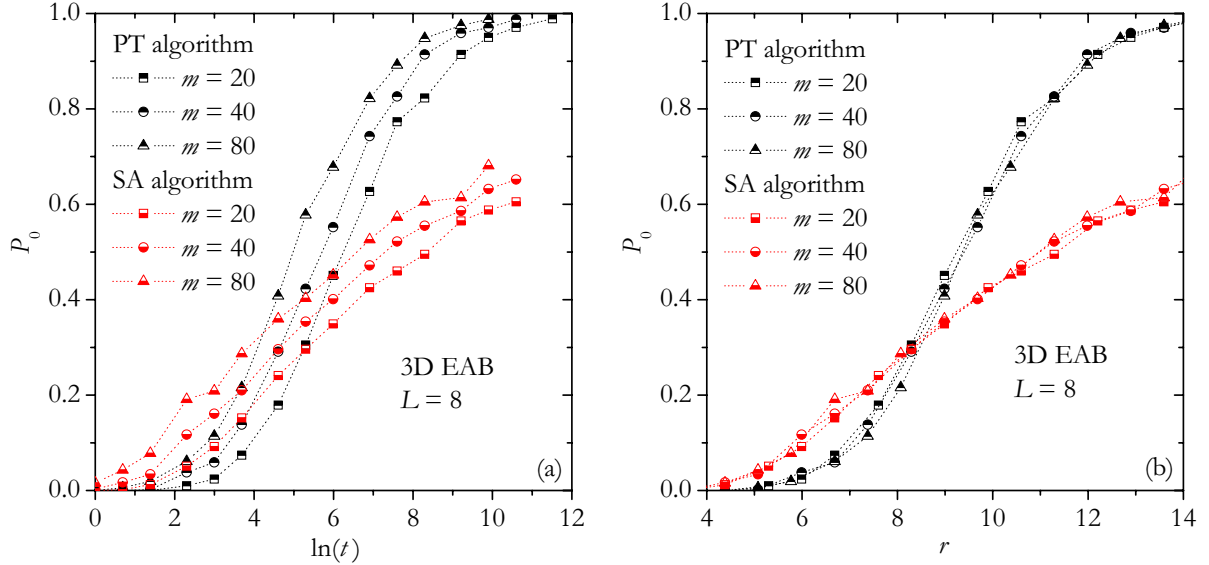 PT algorithm
m = 20
m = 40
m = 80
SA algorithm
m = 20
m = 40
m = 80
3D EAB
L = 8
(a)
P₀
1.0
0.8
0.6
0.4
0.2
0.0
0 2 4 6 8 10 12
ln(t)
PT algorithm
m = 20
m = 40
m = 80
SA algorithm
m = 20
m = 40
m = 80
3D EAB
L = 8
(b)
P₀
1.0
0.8
0.6
0.4
0.2
0.0
4 6 8 10 12 14
r